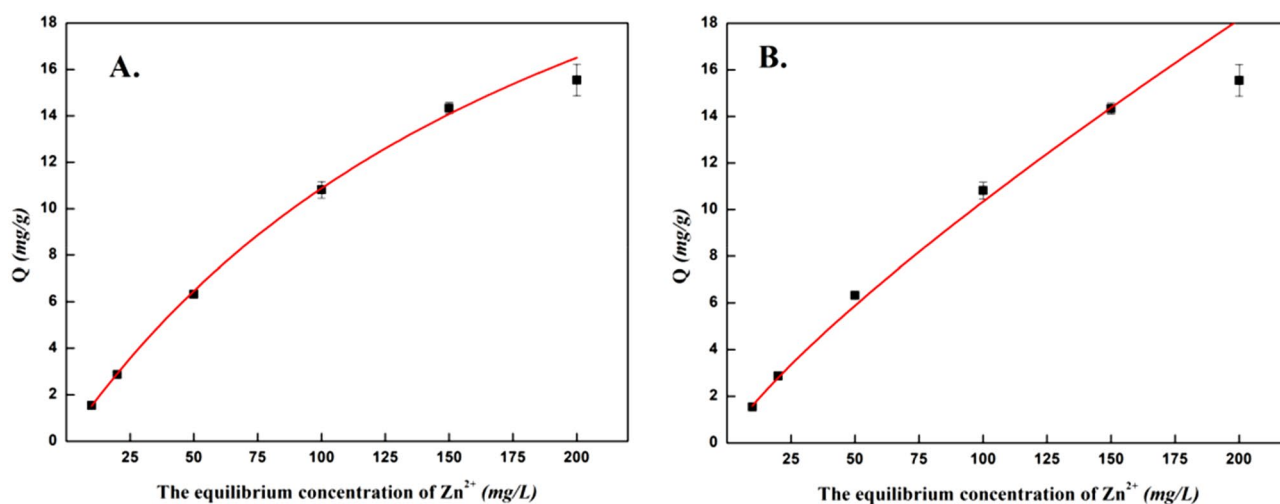 A.
Q (mg/g)
18
16
14
12
10
8
6
4
2
0
25 50 75 100 125 150 175 200
The equilibrium concentration of Zn²⁺ (mg/L)
B.
Q (mg/g)
18
16
14
12
10
8
6
4
2
0
25 50 75 100 125 150 175 200
The equilibrium concentration of Zn²⁺ (mg/L)